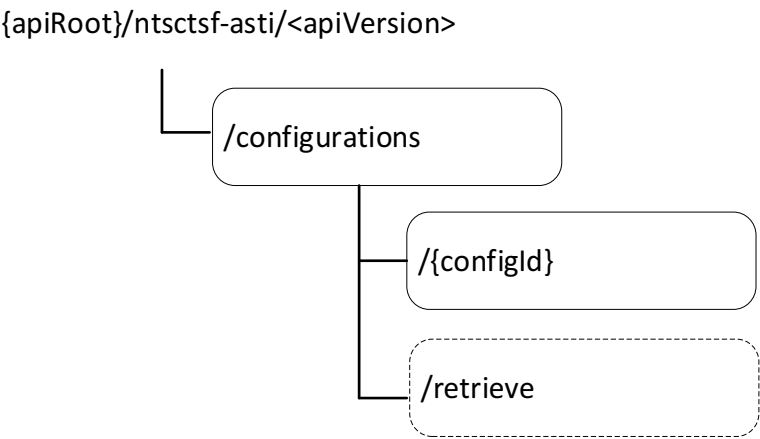 {apiRoot}/ntsctsf-asti/<apiVersion>
/configurations
/{configId}
/retrieve